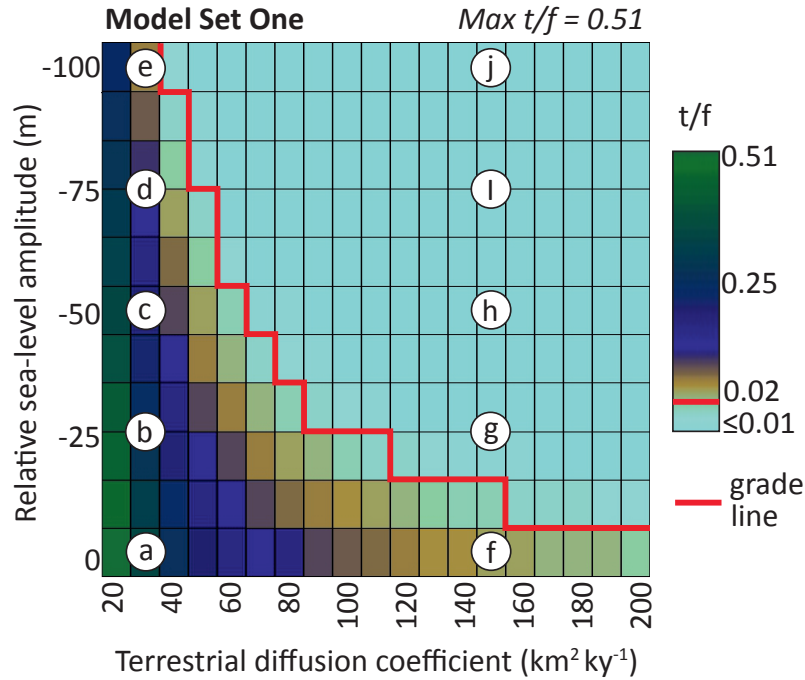 Model Set One
Max t/f = 0.51
Relative sea-level amplitude (m)
-100
-75
-50
-25
0
e
j
d
I
c
h
b
g
a
f
20
40
60
80
100
120
140
160
180
200
Terrestrial diffusion coefficient (km² ky⁻¹)
t/f
0.51
0.25
0.02
≤0.01
grade
line